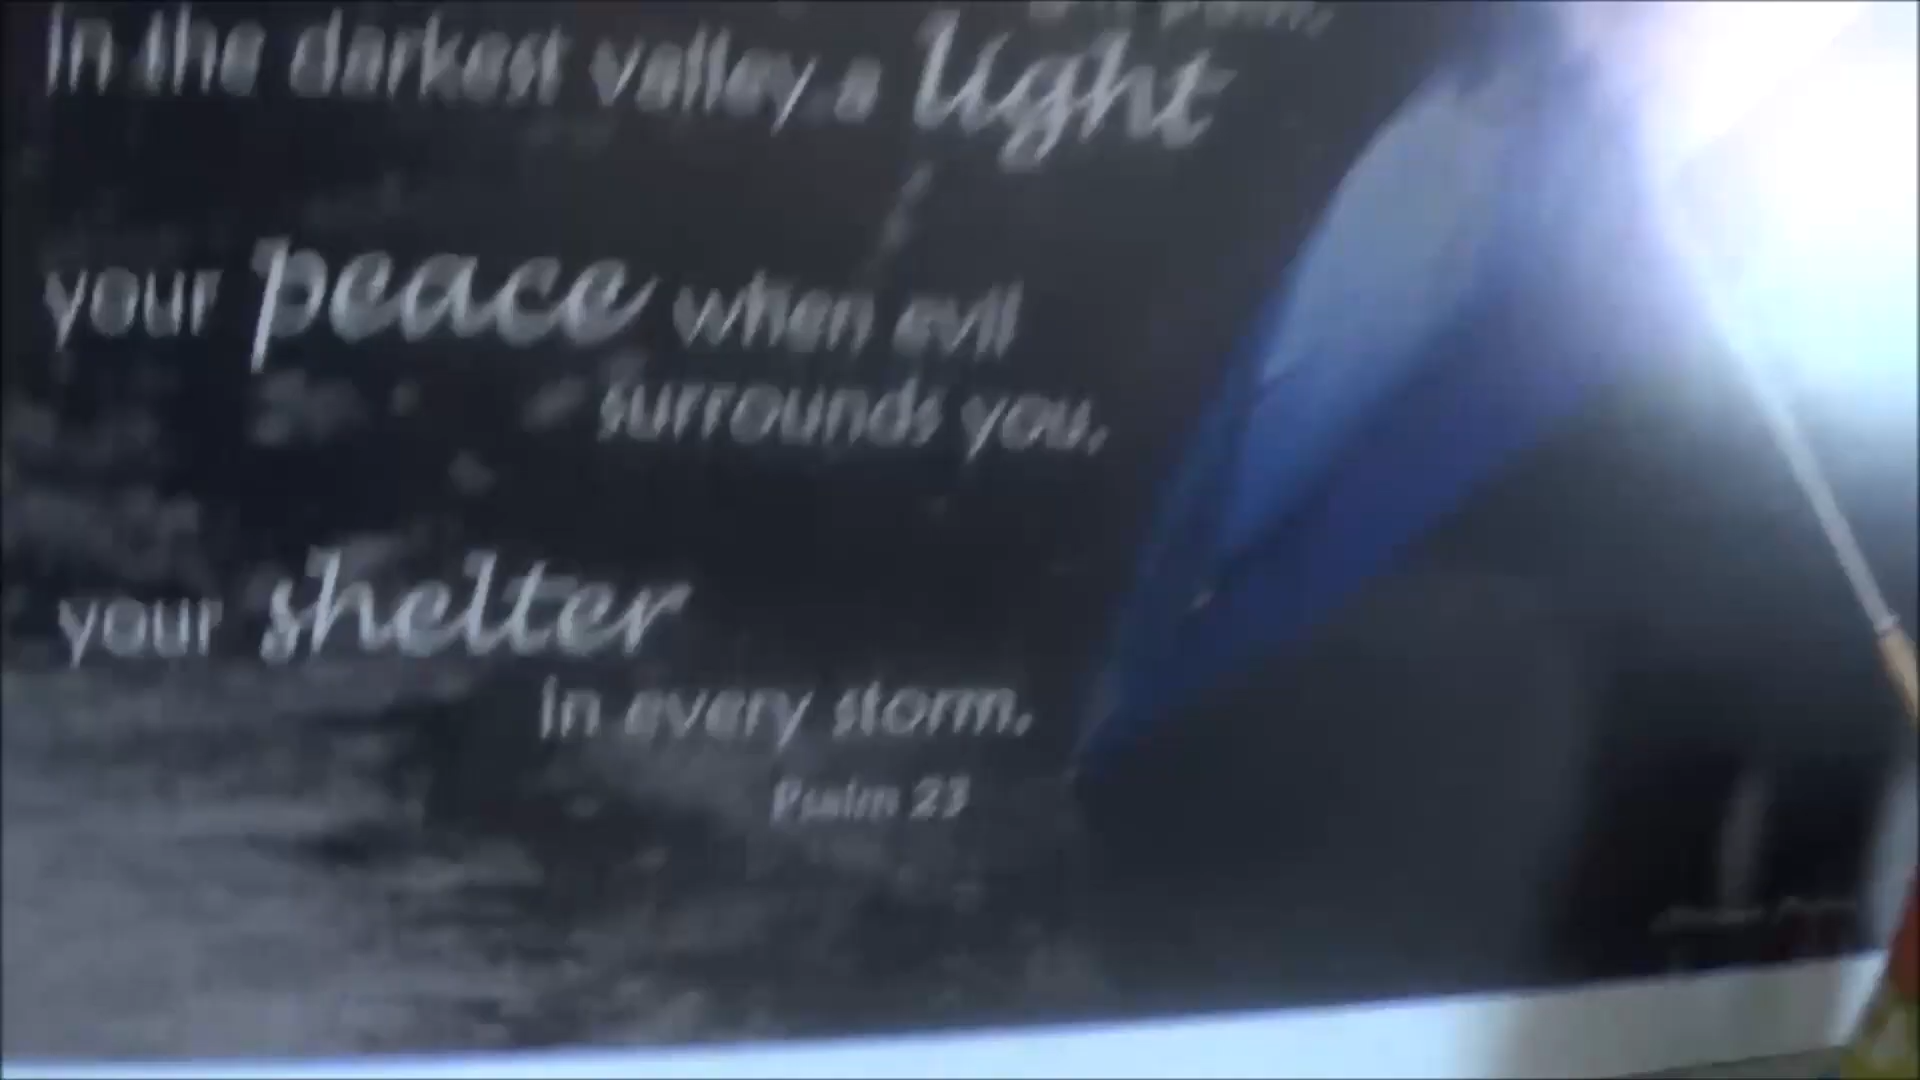 In the darkest valley a light
your peace when evil
surrounds you,
your shelter
in every storm.
Psalm 23